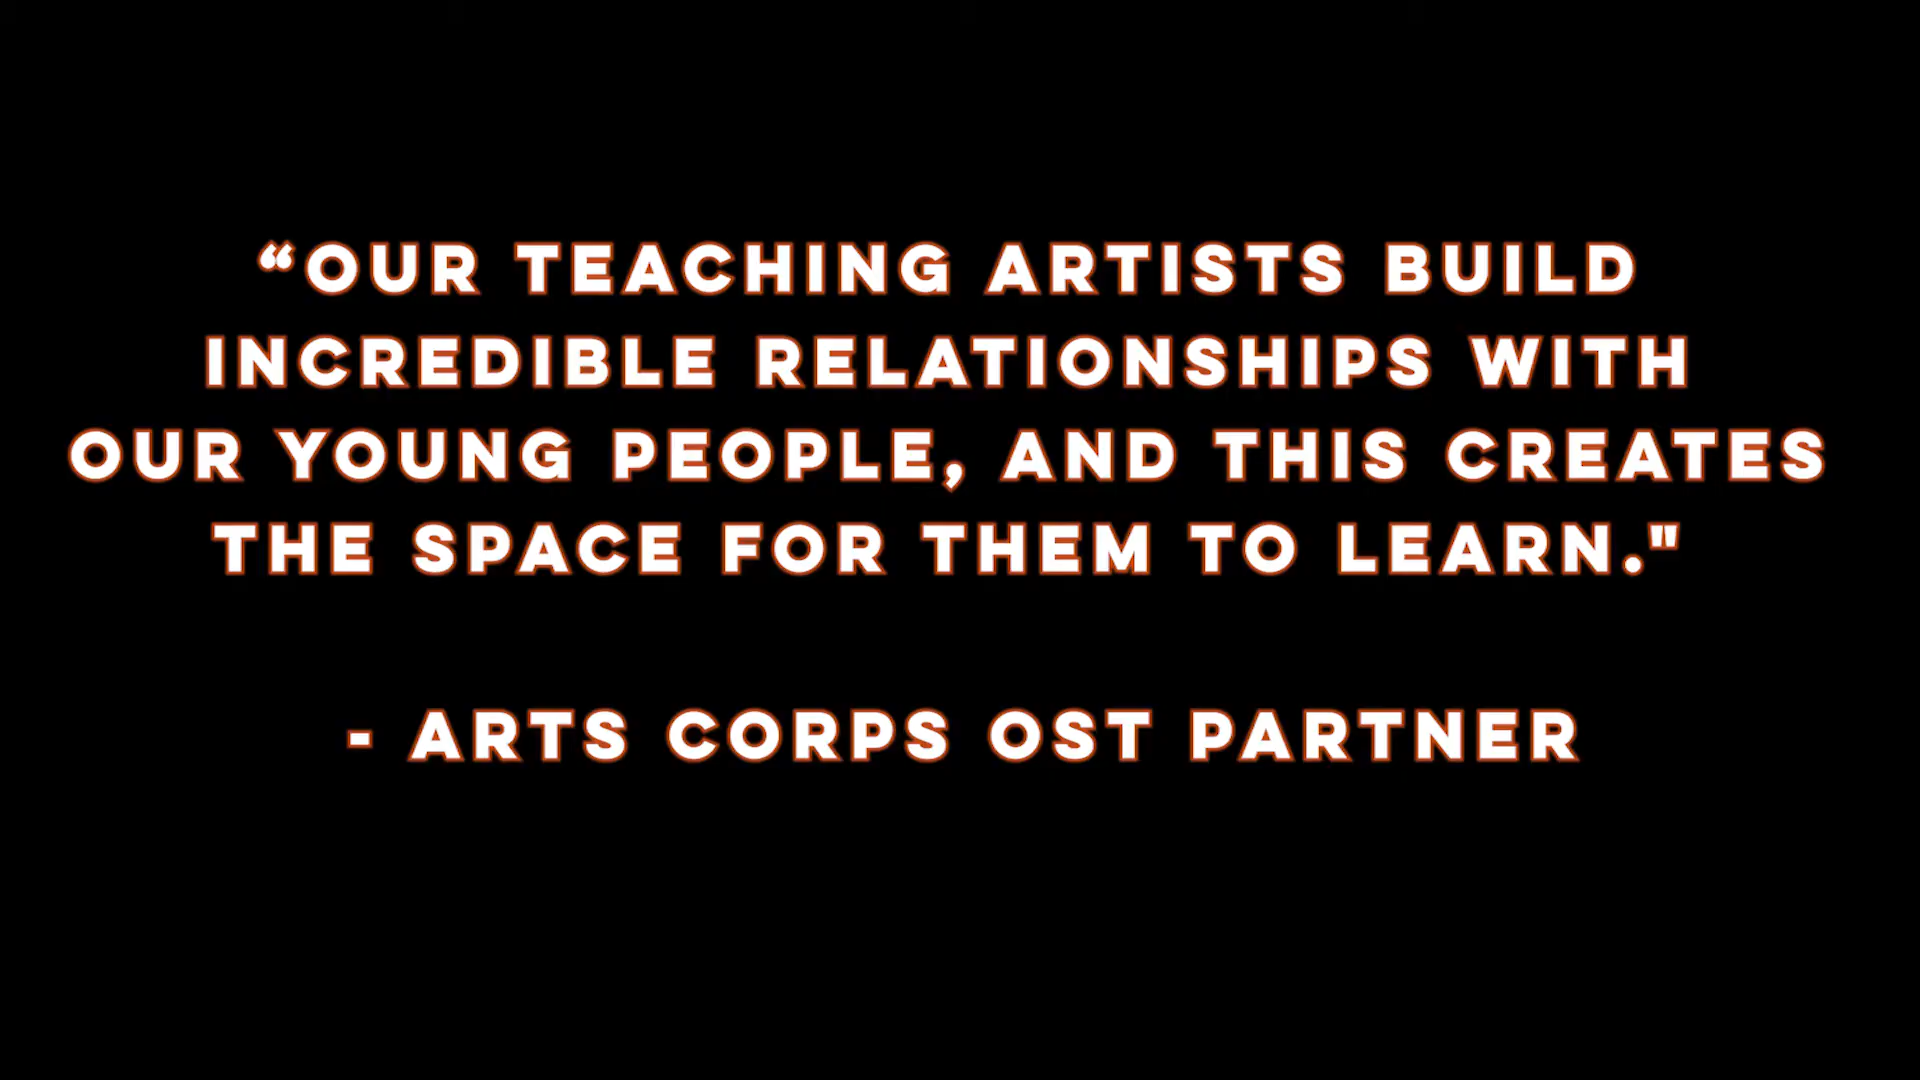 “OUR TEACHING ARTISTS BUILD
INCREDIBLE RELATIONSHIPS WITH
OUR YOUNG PEOPLE, AND THIS CREATES
THE SPACE FOR THEM TO LEARN."
- ARTS CORPS OST PARTNER